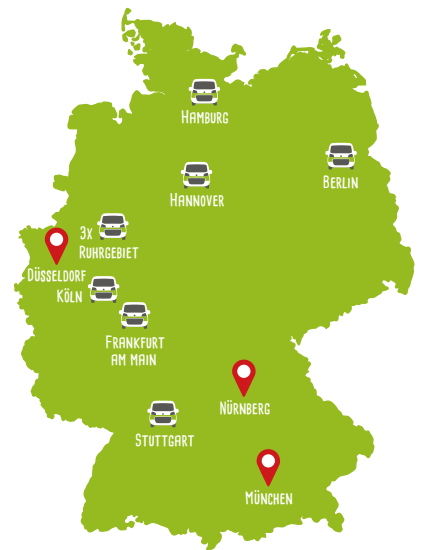 HAMBURG
BERLIN
HANNOVER
3X
RUHRGEBIET
DÜSSELDORF
KÖLN
FRANKFURT
AM MAIN
NÜRNBERG
STUTTGART
MÜNCHEN